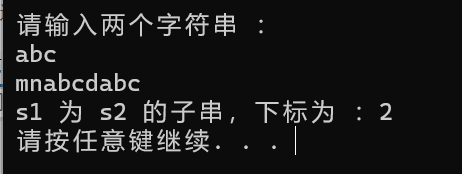 请输入两个字符串 ：
abc
mnabcdabc
s1 为 s2 的子串，下标为 ：2
请按任意键继续. . .